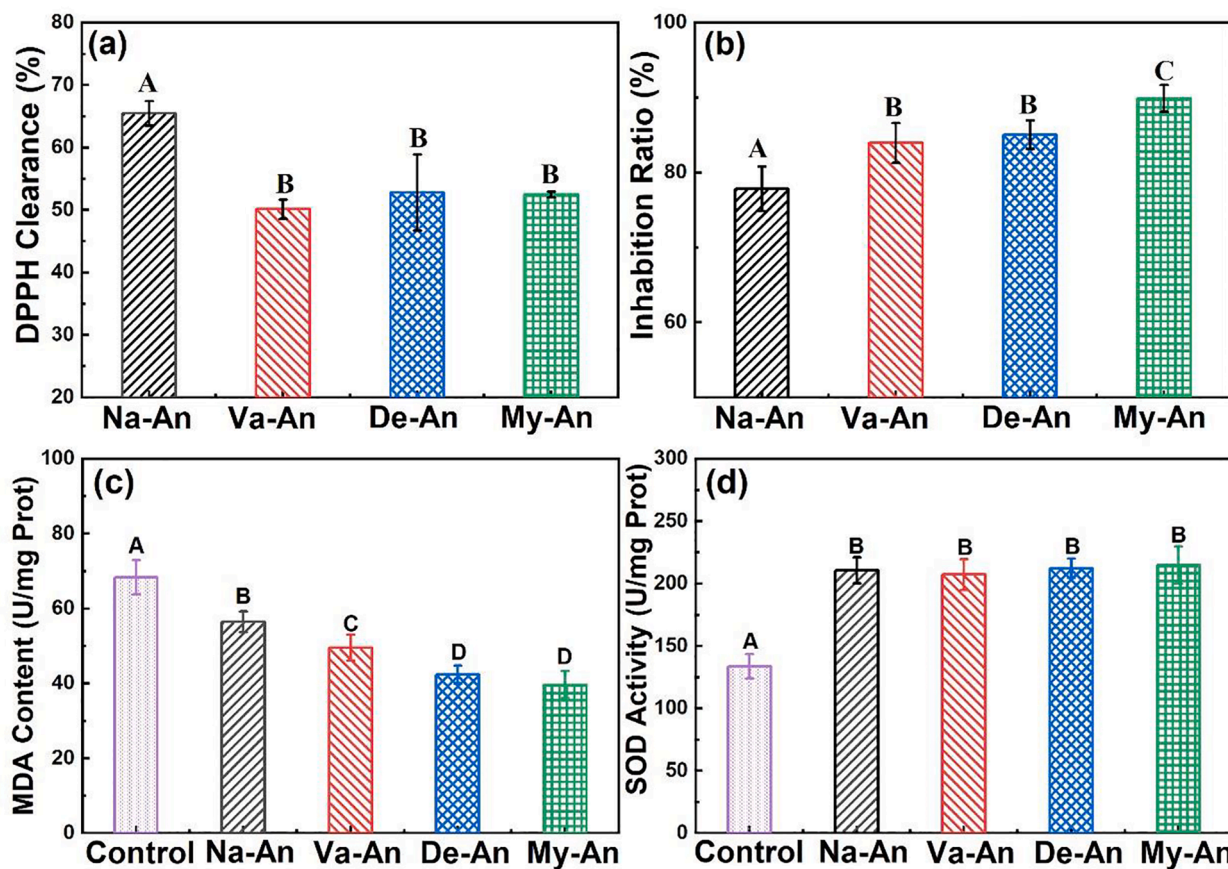 (a)
DPPH Clearance (%)
80
70
60
50
40
30
20
A
B
B
B
Na-An Va-An De-An My-An
(b)
Inhabition Ratio (%)
100
80
60
A
B
B
C
Na-An Va-An De-An My-An
(c)
MDA Content (U/mg Prot)
100
80
60
40
20
0
A
B
C
D
D
Control Na-An Va-An De-An My-An
(d)
SOD Activity (U/mg Prot)
300
250
200
150
100
50
0
A
B
B
B
B
Control Na-An Va-An De-An My-An